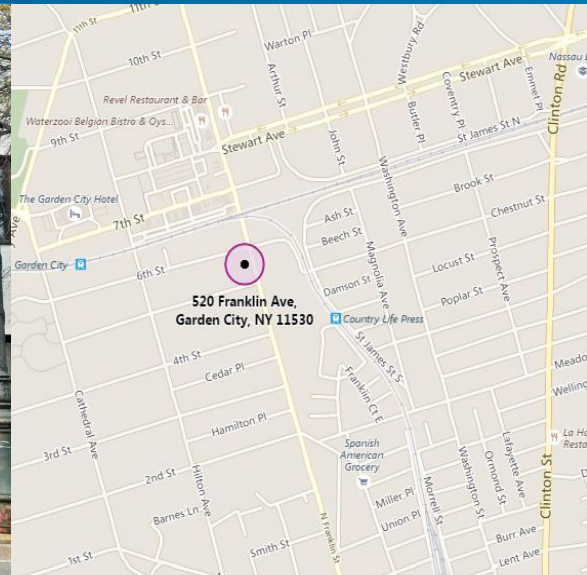 11th St
11th
10th St
Warton Pl
Arthur St
Westbury Rd
Stewart Ave
Coventry Pl
Emmet Pl
Nassau
Clinton Rd
Revel Restaurant & Bar
Waterzooi Belgian Bistro & Oys...
9th St
Stewart Ave
John St
Butler Pl
St James St N
Washington Ave
Brook St
Chestnut St
The Garden City Hotel
7th St
Ash St
Beech St
Magnolia Ave
Locust St
Prospect Ave
Garden City
6th St
Damson St
Poplar St
520 Franklin Ave,
Garden City, NY 11530
Country Life Press
St James St S
4th St
Cedar Pl
Franklin Ct E
Cathedral Ave
Hamilton Pl
3rd St
Spanish
American
Grocery
2nd St
Hilton Ave
Barnes Ln
Miller Pl
Union Pl
Morrell St
Washington St
Ormond St
Lafayette Ave
Clinton St
1st St
Smith St
N Franklin St
Burr Ave
Lent Ave